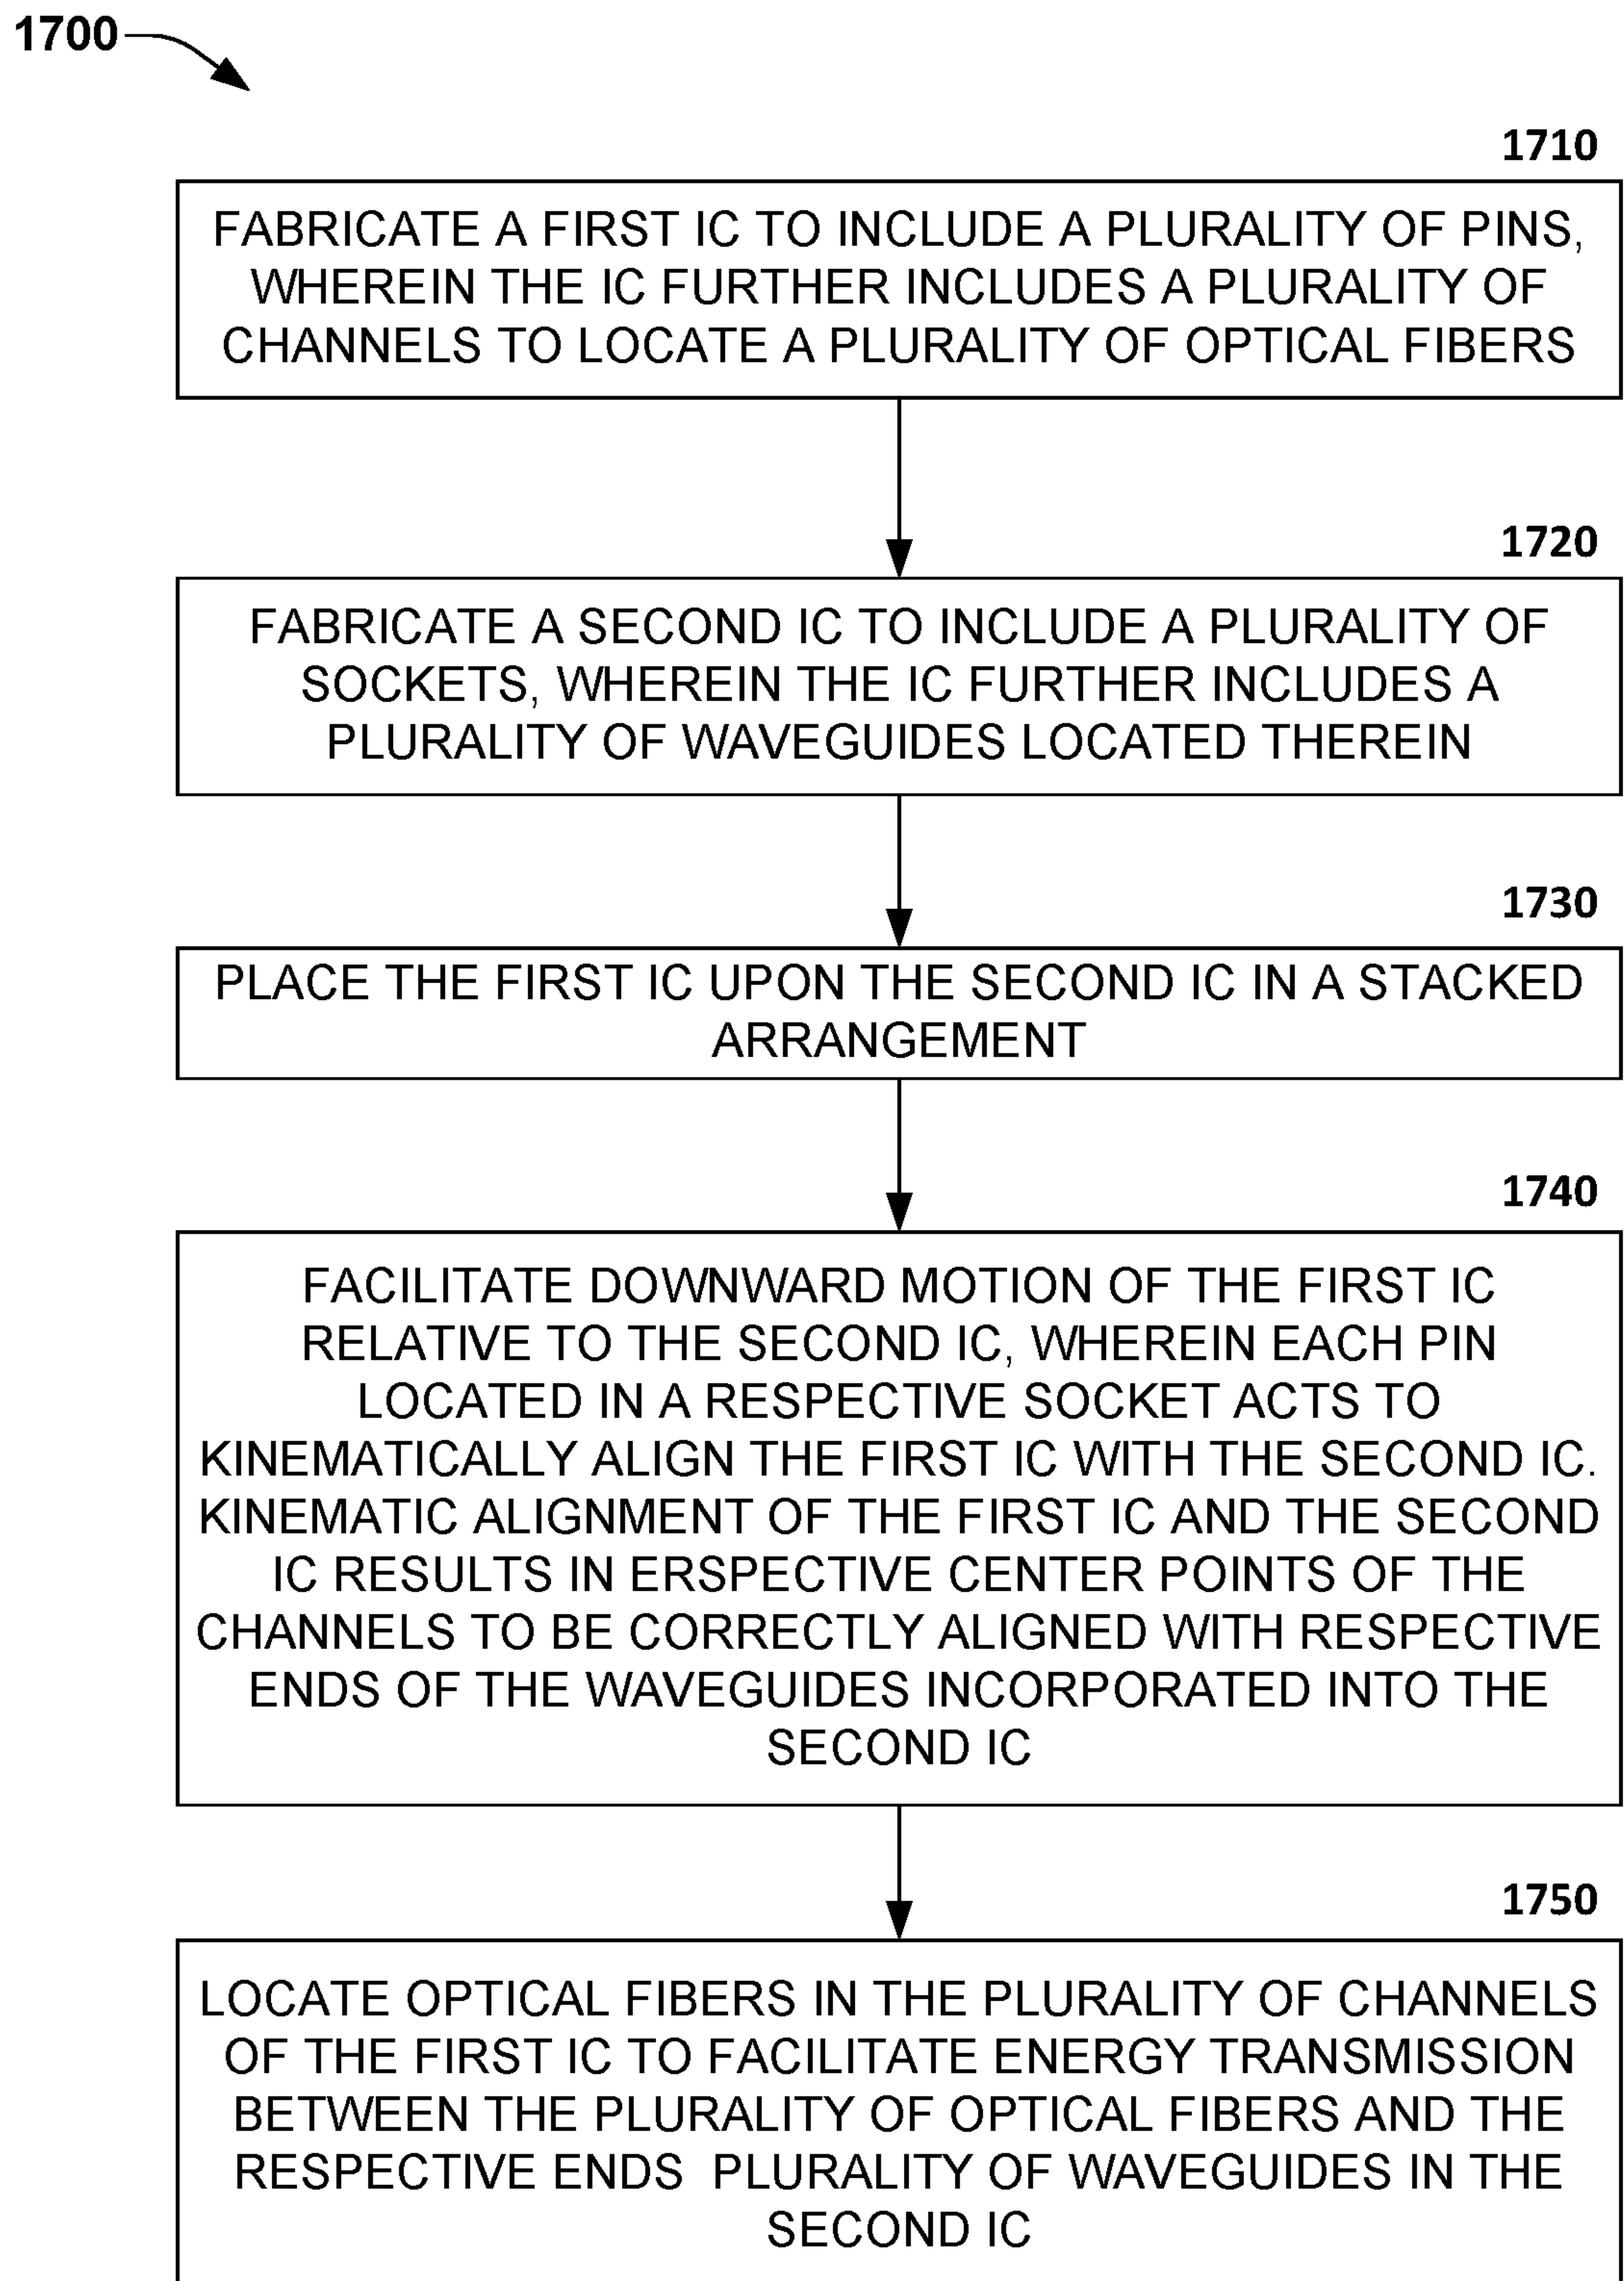 1700
1710
FABRICATE A FIRST IC TO INCLUDE A PLURALITY OF PINS,
WHEREIN THE IC FURTHER INCLUDES A PLURALITY OF
CHANNELS TO LOCATE A PLURALITY OF OPTICAL FIBERS
1720
FABRICATE A SECOND IC TO INCLUDE A PLURALITY OF
SOCKETS, WHEREIN THE IC FURTHER INCLUDES A
PLURALITY OF WAVEGUIDES LOCATED THEREIN
1730
PLACE THE FIRST IC UPON THE SECOND IC IN A STACKED
ARRANGEMENT
1740
FACILITATE DOWNWARD MOTION OF THE FIRST IC
RELATIVE TO THE SECOND IC, WHEREIN EACH PIN
LOCATED IN A RESPECTIVE SOCKET ACTS TO
KINEMATICALLY ALIGN THE FIRST IC WITH THE SECOND IC.
KINEMATIC ALIGNMENT OF THE FIRST IC AND THE SECOND
IC RESULTS IN ERSPECTIVE CENTER POINTS OF THE
CHANNELS TO BE CORRECTLY ALIGNED WITH RESPECTIVE
ENDS OF THE WAVEGUIDES INCORPORATED INTO THE
SECOND IC
1750
LOCATE OPTICAL FIBERS IN THE PLURALITY OF CHANNELS
OF THE FIRST IC TO FACILITATE ENERGY TRANSMISSION
BETWEEN THE PLURALITY OF OPTICAL FIBERS AND THE
RESPECTIVE ENDS  PLURALITY OF WAVEGUIDES IN THE
SECOND IC